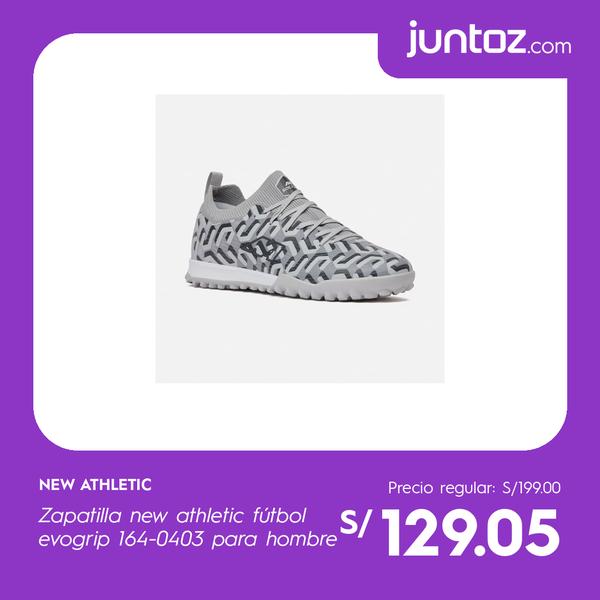 juntoz.com
NEW ATHLETIC
Zapatilla new athletic fútbol
evogrip 164-0403 para hombre
Precio regular: S/199.00
S/129.05